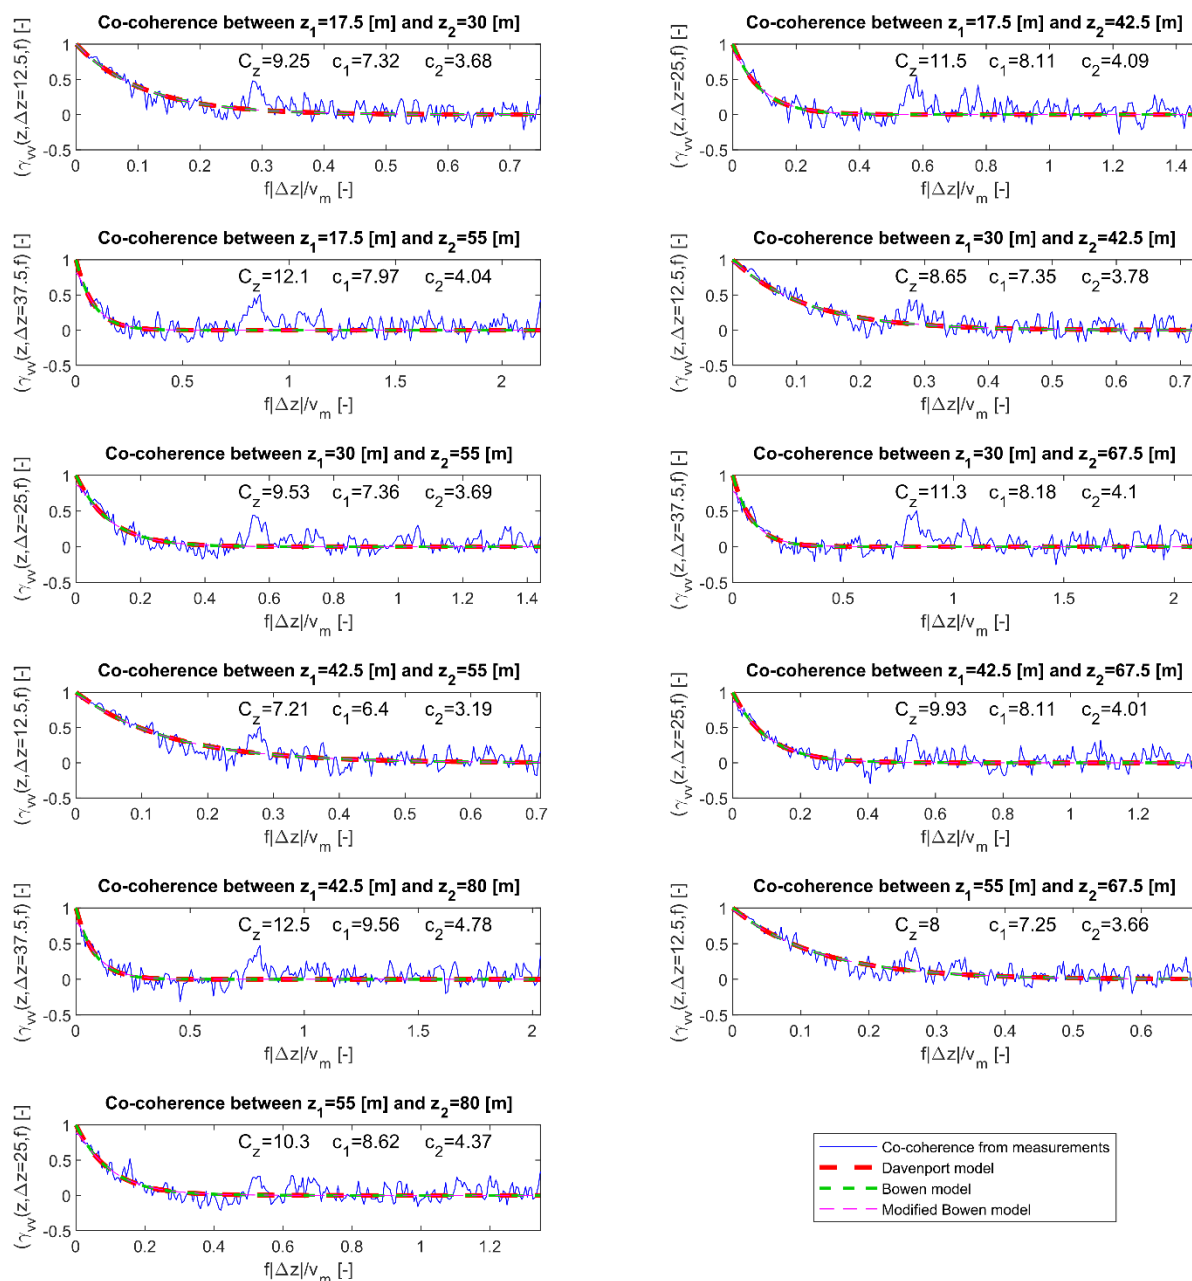 Co-coherence between z1=17.5 [m] and z2=30 [m]
(γvv(z,Δz=12.5,f) [-]
1
0.5
0
-0.5
Cz=9.25 c1=7.32 c2=3.68
0 0.1 0.2 0.3 0.4 0.5 0.6 0.7
f|Δz|/vm [-]
Co-coherence between z1=17.5 [m] and z2=42.5 [m]
(γvv(z,Δz=25,f) [-]
1
0.5
0
-0.5
Cz=11.5 c1=8.11 c2=4.09
0 0.2 0.4 0.6 0.8 1 1.2 1.4
f|Δz|/vm [-]
Co-coherence between z1=17.5 [m] and z2=55 [m]
(γvv(z,Δz=37.5,f) [-]
1
0.5
0
-0.5
Cz=12.1 c1=7.97 c2=4.04
0 0.5 1 1.5 2
f|Δz|/vm [-]
Co-coherence between z1=30 [m] and z2=42.5 [m]
(γvv(z,Δz=12.5,f) [-]
1
0.5
0
-0.5
Cz=8.65 c1=7.35 c2=3.78
0 0.1 0.2 0.3 0.4 0.5 0.6 0.7
f|Δz|/vm [-]
Co-coherence between z1=30 [m] and z2=55 [m]
(γvv(z,Δz=25,f) [-]
1
0.5
0
-0.5
Cz=9.53 c1=7.36 c2=3.69
0 0.2 0.4 0.6 0.8 1 1.2 1.4
f|Δz|/vm [-]
Co-coherence between z1=30 [m] and z2=67.5 [m]
(γvv(z,Δz=37.5,f) [-]
1
0.5
0
-0.5
Cz=11.3 c1=8.18 c2=4.1
0 0.5 1 1.5 2
f|Δz|/vm [-]
Co-coherence between z1=42.5 [m] and z2=55 [m]
(γvv(z,Δz=12.5,f) [-]
1
0.5
0
-0.5
Cz=7.21 c1=6.4 c2=3.19
0 0.1 0.2 0.3 0.4 0.5 0.6 0.7
f|Δz|/vm [-]
Co-coherence between z1=42.5 [m] and z2=67.5 [m]
(γvv(z,Δz=25,f) [-]
1
0.5
0
-0.5
Cz=9.93 c1=8.11 c2=4.01
0 0.2 0.4 0.6 0.8 1 1.2
f|Δz|/vm [-]
Co-coherence between z1=42.5 [m] and z2=80 [m]
(γvv(z,Δz=37.5,f) [-]
1
0.5
0
-0.5
Cz=12.5 c1=9.56 c2=4.78
0 0.5 1 1.5 2
f|Δz|/vm [-]
Co-coherence between z1=55 [m] and z2=67.5 [m]
(γvv(z,Δz=12.5,f) [-]
1
0.5
0
-0.5
Cz=8 c1=7.25 c2=3.66
0 0.1 0.2 0.3 0.4 0.5 0.6
f|Δz|/vm [-]
Co-coherence between z1=55 [m] and z2=80 [m]
(γvv(z,Δz=25,f) [-]
1
0.5
0
-0.5
Cz=10.3 c1=8.62 c2=4.37
0 0.2 0.4 0.6 0.8 1 1.2
f|Δz|/vm [-]
Co-coherence from measurements
Davenport model
Bowen model
Modified Bowen model